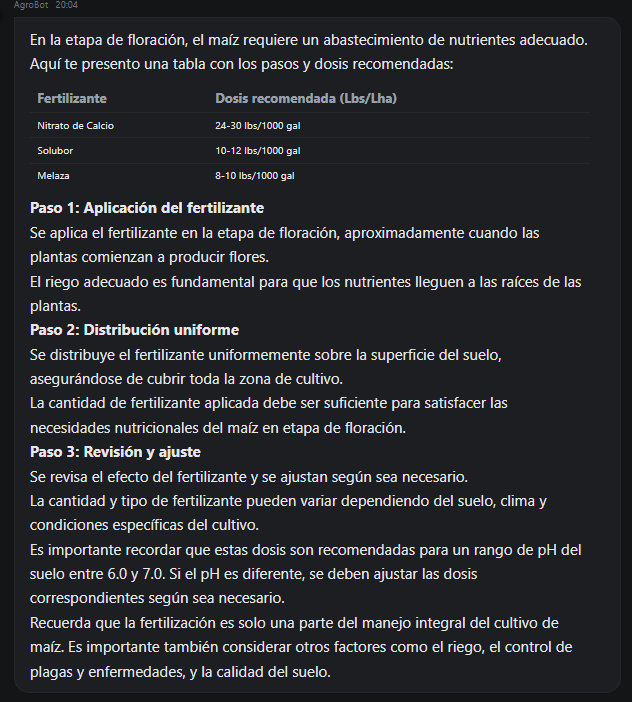 AgroBot 20:04
En la etapa de floración, el maíz requiere un abastecimiento de nutrientes adecuado.
Aquí te presento una tabla con los pasos y dosis recomendadas:
Fertilizante Dosis recomendada (Lbs/Lha)
Nitrato de Calcio 24-30 lbs/1000 gal
Solubor 10-12 lbs/1000 gal
Melaza 8-10 lbs/1000 gal
Paso 1: Aplicación del fertilizante
Se aplica el fertilizante en la etapa de floración, aproximadamente cuando las
plantas comienzan a producir flores.
El riego adecuado es fundamental para que los nutrientes lleguen a las raíces de las
plantas.
Paso 2: Distribución uniforme
Se distribuye el fertilizante uniformemente sobre la superficie del suelo,
asegurándose de cubrir toda la zona de cultivo.
La cantidad de fertilizante aplicada debe ser suficiente para satisfacer las
necesidades nutricionales del maíz en etapa de floración.
Paso 3: Revisión y ajuste
Se revisa el efecto del fertilizante y se ajustan según sea necesario.
La cantidad y tipo de fertilizante pueden variar dependiendo del suelo, clima y
condiciones específicas del cultivo.
Es importante recordar que estas dosis son recomendadas para un rango de pH del
suelo entre 6.0 y 7.0. Si el pH es diferente, se deben ajustar las dosis
correspondientes según sea necesario.
Recuerda que la fertilización es solo una parte del manejo integral del cultivo de
maíz. Es importante también considerar otros factores como el riego, el control de
plagas y enfermedades, y la calidad del suelo.